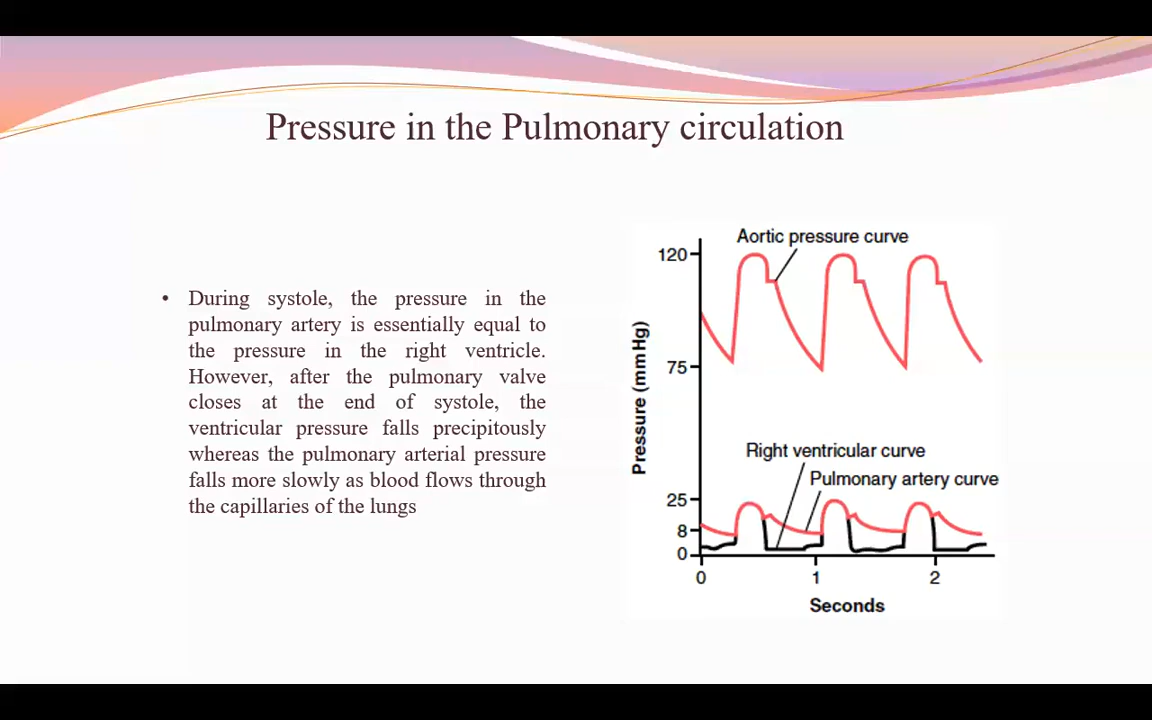 Pressure in the Pulmonary circulation
• During systole, the pressure in the
pulmonary artery is essentially equal to
the pressure in the right ventricle.
However, after the pulmonary valve
closes at the end of systole, the
ventricular pressure falls precipitously
whereas the pulmonary arterial pressure
falls more slowly as blood flows through
the capillaries of the lungs
Aortic pressure curve
120
75
Pressure (mm Hg)
Right ventricular curve
Pulmonary artery curve
25
8
0
0 1 2
Seconds